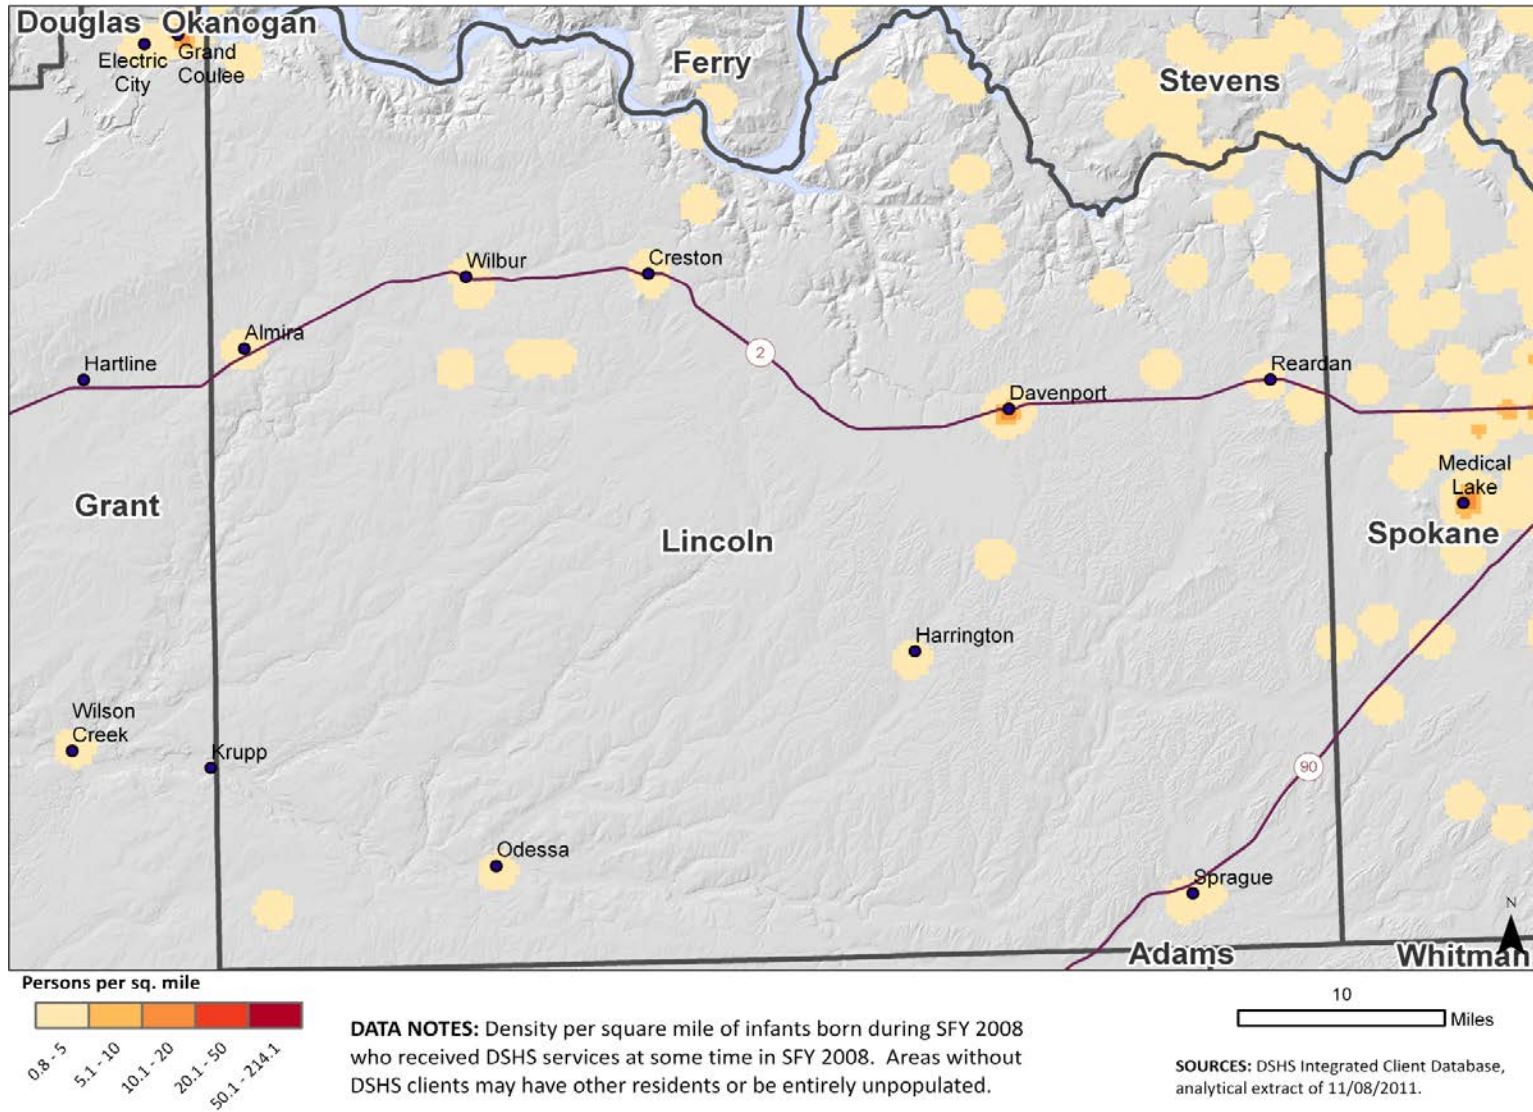 Douglas Okanogan
Electric
City
Grand
Coulee
Ferry
Stevens
Wilbur
Creston
Almira
Hartline
2
Reardan
Davenport
Medical
Lake
Grant
Lincoln
Spokane
Harrington
Wilson
Creek
Krupp
90
Odessa
Sprague
N
Adams
Whitman
Persons per sq. mile
0.8 - 5
5.1 - 10
10.1 - 20
20.1 - 50
50.1 - 214.1
DATA NOTES: Density per square mile of infants born during SFY 2008
who received DSHS services at some time in SFY 2008. Areas without
DSHS clients may have other residents or be entirely unpopulated.
10
Miles
SOURCES: DSHS Integrated Client Database,
analytical extract of 11/08/2011.